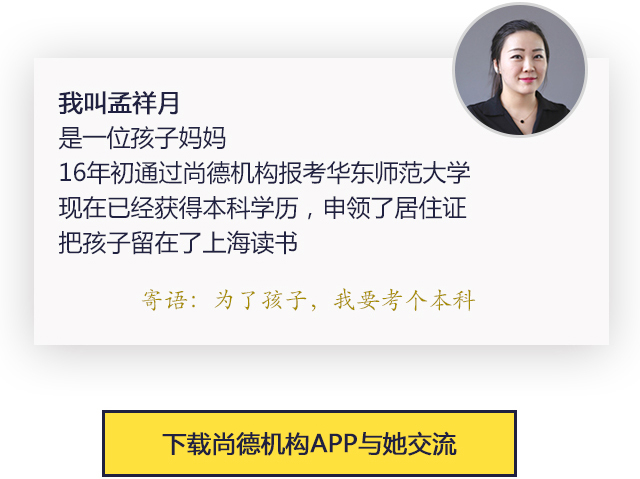 我叫孟祥月
是一位孩子妈妈
16年初通过尚德机构报考华东师范大学
现在已经获得本科学历，申领了居住证
把孩子留在了上海读书
寄语：为了孩子，我要考个本科
下载尚德机构APP与她交流